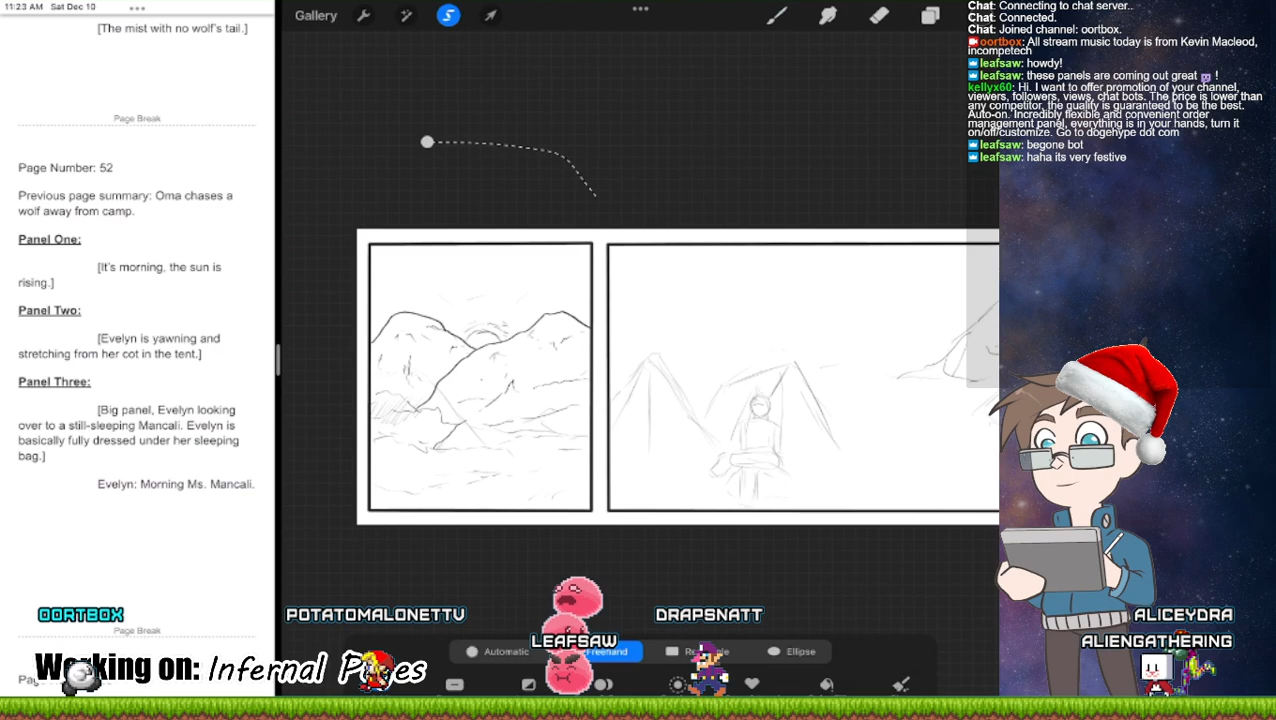 11:23 AM Sat Dec 10
[The mist with no wolf's tail.]
Page Break
Page Number: 52
Previous page summary: Oma chases a
wolf away from camp.
Panel One:
[It's morning, the sun is
rising.]
Panel Two:
[Evelyn is yawning and
stretching from her cot in the tent.]
Panel Three:
[Big panel, Evelyn looking
over to a still-sleeping Mancali. Evelyn is
basically fully dressed under her sleeping
bag.]
Evelyn: Morning Ms. Mancali.
Page Break
Gallery
Chat: Connecting to chat server..
Chat: Connected.
Chat: Joined channel: oortbox.
oortbox: All stream music today is from Kevin Macleod,
incompetech
leafsaw: howdy!
leafsaw: these panels are coming out great !
kellyx60: Hi. I want to offer promotion of your channel,
viewers, followers, views, chat bots. The price is lower than
any competitor, the quality is guaranteed to be the best.
Auto-on. Incredibly flexible and convenient order
management panel, everything is in your hands, turn it
on/off/customize. Go to dogehype dot com
leafsaw: begone bot
leafsaw: haha its very festive
OORTBOX
POTATOMALONETTV
LEAFSAW
DRAPSNATT
ALICEYDRA
ALIENGATHERING
Automatic
Freehand
Ellipse
Working on: Infernal Pages